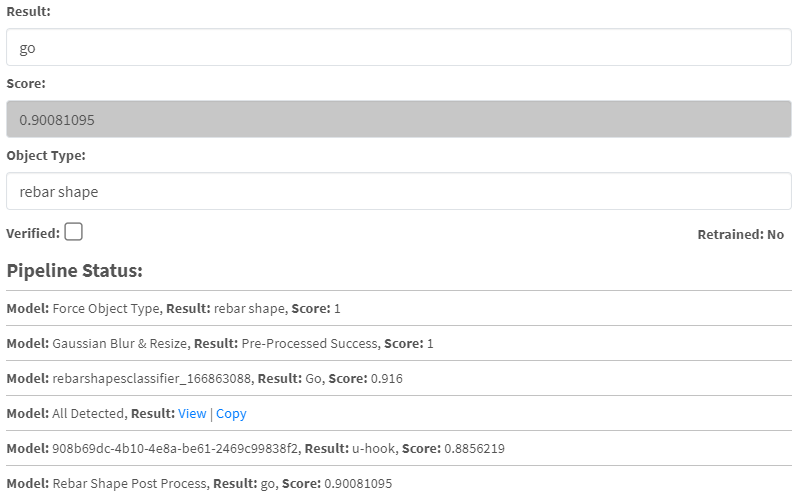 Result:
go
Score:
0.90081095
Object Type:
rebar shape
Verified:
Retrained: No
Pipeline Status:
Model: Force Object Type, Result: rebar shape, Score: 1
Model: Gaussian Blur & Resize, Result: Pre-Processed Success, Score: 1
Model: rebarshapesclassifier_166863088, Result: Go, Score: 0.916
Model: All Detected, Result: View | Copy
Model: 908b69dc-4b10-4e8a-be61-2469c99838f2, Result: u-hook, Score: 0.8856219
Model: Rebar Shape Post Process, Result: go, Score: 0.90081095